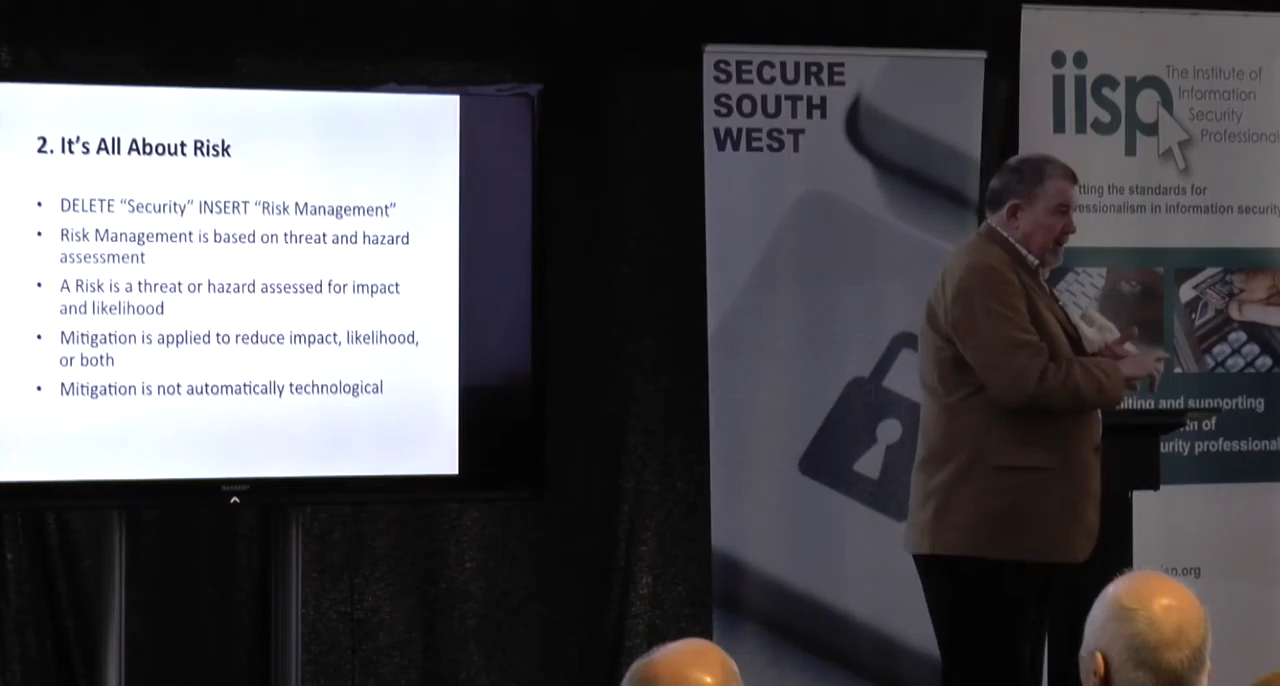 2. It's All About Risk
• DELETE “Security” INSERT “Risk Management”
• Risk Management is based on threat and hazard
assessment
• A Risk is a threat or hazard assessed for impact
and likelihood
• Mitigation is applied to reduce impact, likelihood,
or both
• Mitigation is not automatically technological
SECURE
SOUTH
WEST
iisp
The Institute of
Information
Security
Professional
tting the standards for
essionalism in information security
and supporting
of
urity professional